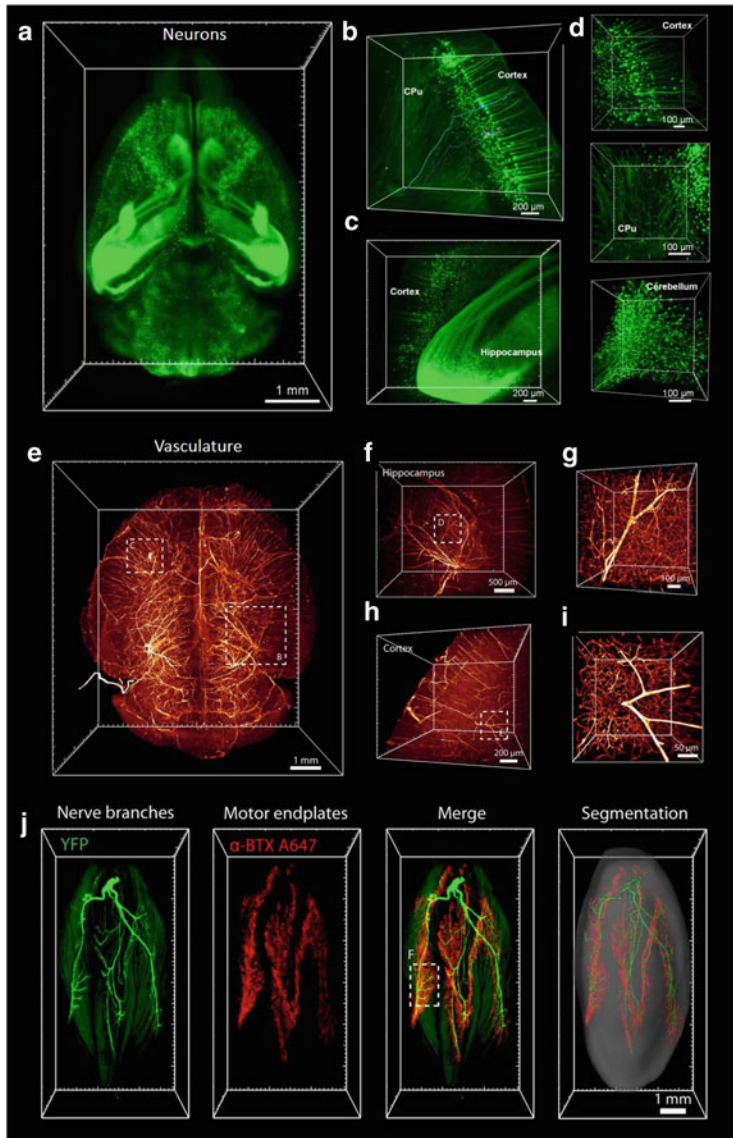 a
Neurons
1 mm
b
CPu
Cortex
200 µm
c
Cortex
Hippocampus
200 µm
d
Cortex
100 µm
CPu
100 µm
Cerebellum
100 µm
e
Vasculature
B
1 mm
f
Hippocampus
D
500 µm
g
100 µm
h
Cortex
200 µm
i
50 µm
j
Nerve branches
YFP
Motor endplates
α-BTX A647
Merge
F
Segmentation
1 mm